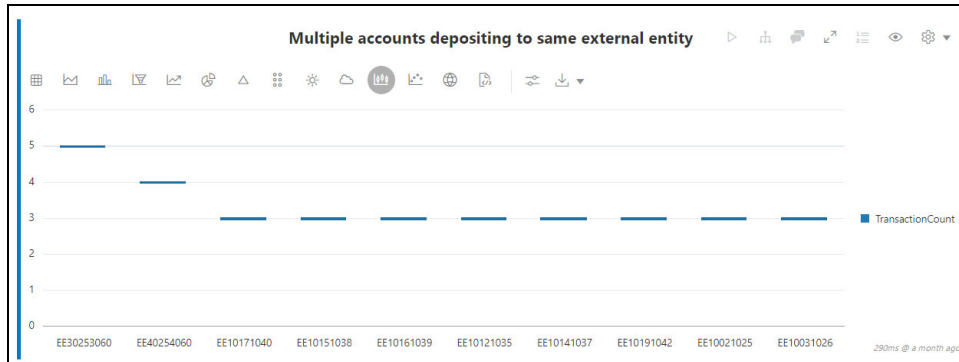 Multiple accounts depositing to same external entity
6
5
4
3
2
1
0
TransactionCount
EE30253060 EE40254060 EE10171040 EE10151038 EE10161039 EE10121035 EE10141037 EE10191042 EE10021025 EE10031026
290ms @ a month ago